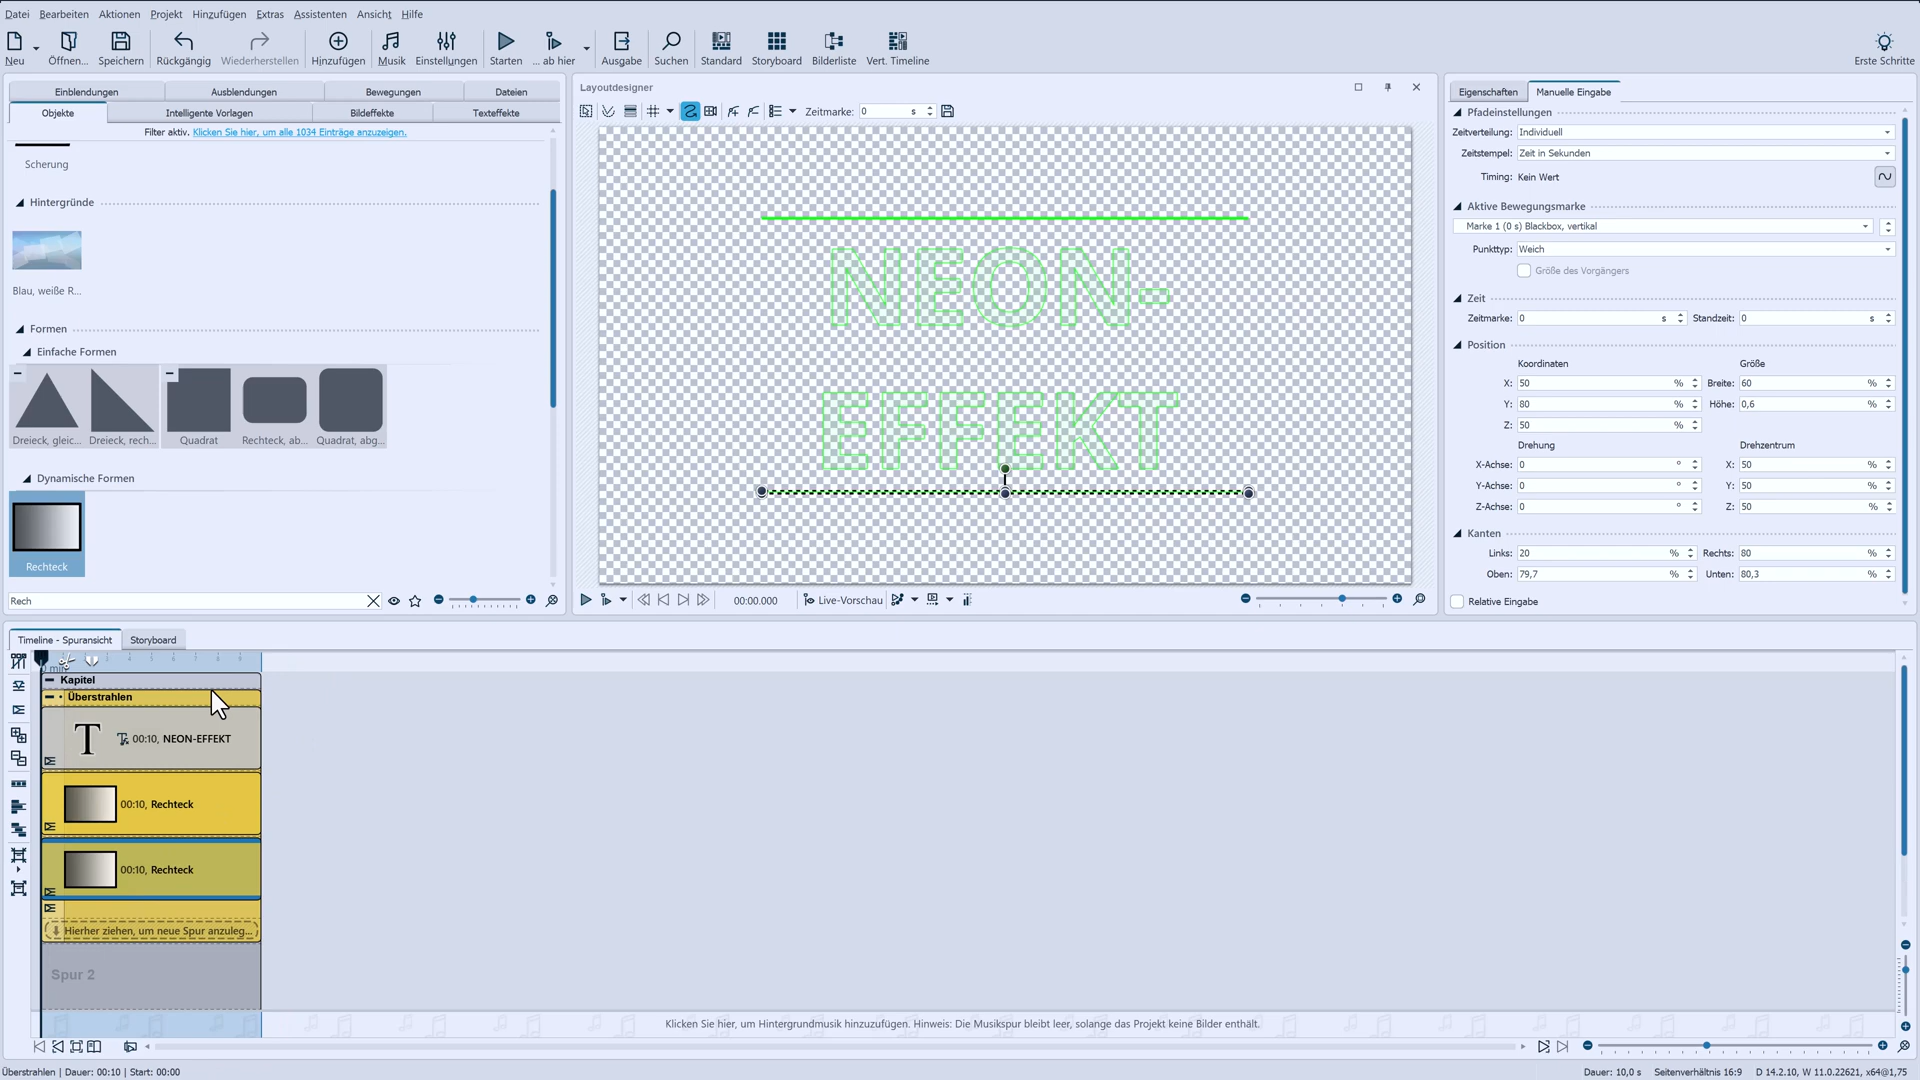 Datei Bearbeiten Aktionen Projekt Hinzufügen Extras Assistenten Ansicht Hilfe
Neu Öffnen... Speichern Rückgängig Wiederherstellen Hinzufügen Musik Einstellungen Starten ... ab hier Ausgabe Suchen Standard Storyboard Bilderliste Vert. Timeline Erste Schritte
Einblendungen Ausblendungen Bewegungen Dateien
Objekte Intelligente Vorlagen Bildeffekte Texteffekte
Filter aktiv. Klicken Sie hier, um alle 1034 Einträge anzuzeigen.
Scherung
Hintergründe
Blau, weiße R...
Formen
Einfache Formen
Dreieck, gleic... Dreieck, rech... Quadrat Rechteck, ab... Quadrat, abg...
Dynamische Formen
Rechteck
Rech
Layoutdesigner
Zeitmarke: 0 s
NEON-
EFFEKT
00:00.000 Live-Vorschau
Eigenschaften Manuelle Eingabe
Pfadeinstellungen
Zeitverteilung: Individuell
Zeitstempel: Zeit in Sekunden
Timing: Kein Wert
Aktive Bewegungsmarke
Marke 1 (0 s) Blackbox, vertikal
Punkttyp: Weich
Größe des Vorgängers
Zeit
Zeitmarke: 0 s Standzeit: 0 s
Position
Koordinaten Größe
X: 50 % Breite: 60 %
Y: 80 % Höhe: 0,6 %
Z: 50 %
Drehung Drehzentrum
X-Achse: 0 ° X: 50 %
Y-Achse: 0 ° Y: 50 %
Z-Achse: 0 ° Z: 50 %
Kanten
Links: 20 % Rechts: 80 %
Oben: 79,7 % Unten: 80,3 %
Relative Eingabe
Timeline - Spuransicht Storyboard
Kapitel
Überstrahlen
T 00:10, NEON-EFFEKT
00:10, Rechteck
00:10, Rechteck
Hierher ziehen, um neue Spur anzuleg...
Spur 2
Klicken Sie hier, um Hintergrundmusik hinzuzufügen. Hinweis: Die Musikspur bleibt leer, solange das Projekt keine Bilder enthält.
Überstrahlen | Dauer: 00:10 | Start: 00:00
Dauer: 10,0 s Seitenverhältnis 16:9 D 14.2.10, W 11.0.22621, x64@1,75